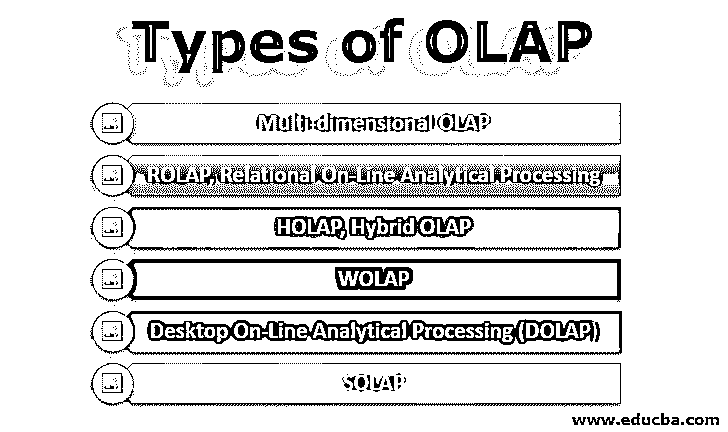 Types of OLAP
Multi-dimensional OLAP
ROLAP, Relational On-Line Analytical Processing
HOLAP, Hybrid OLAP
WOLAP
Desktop On-Line Analytical Processing (DOLAP)
SOLAP
www.educba.com